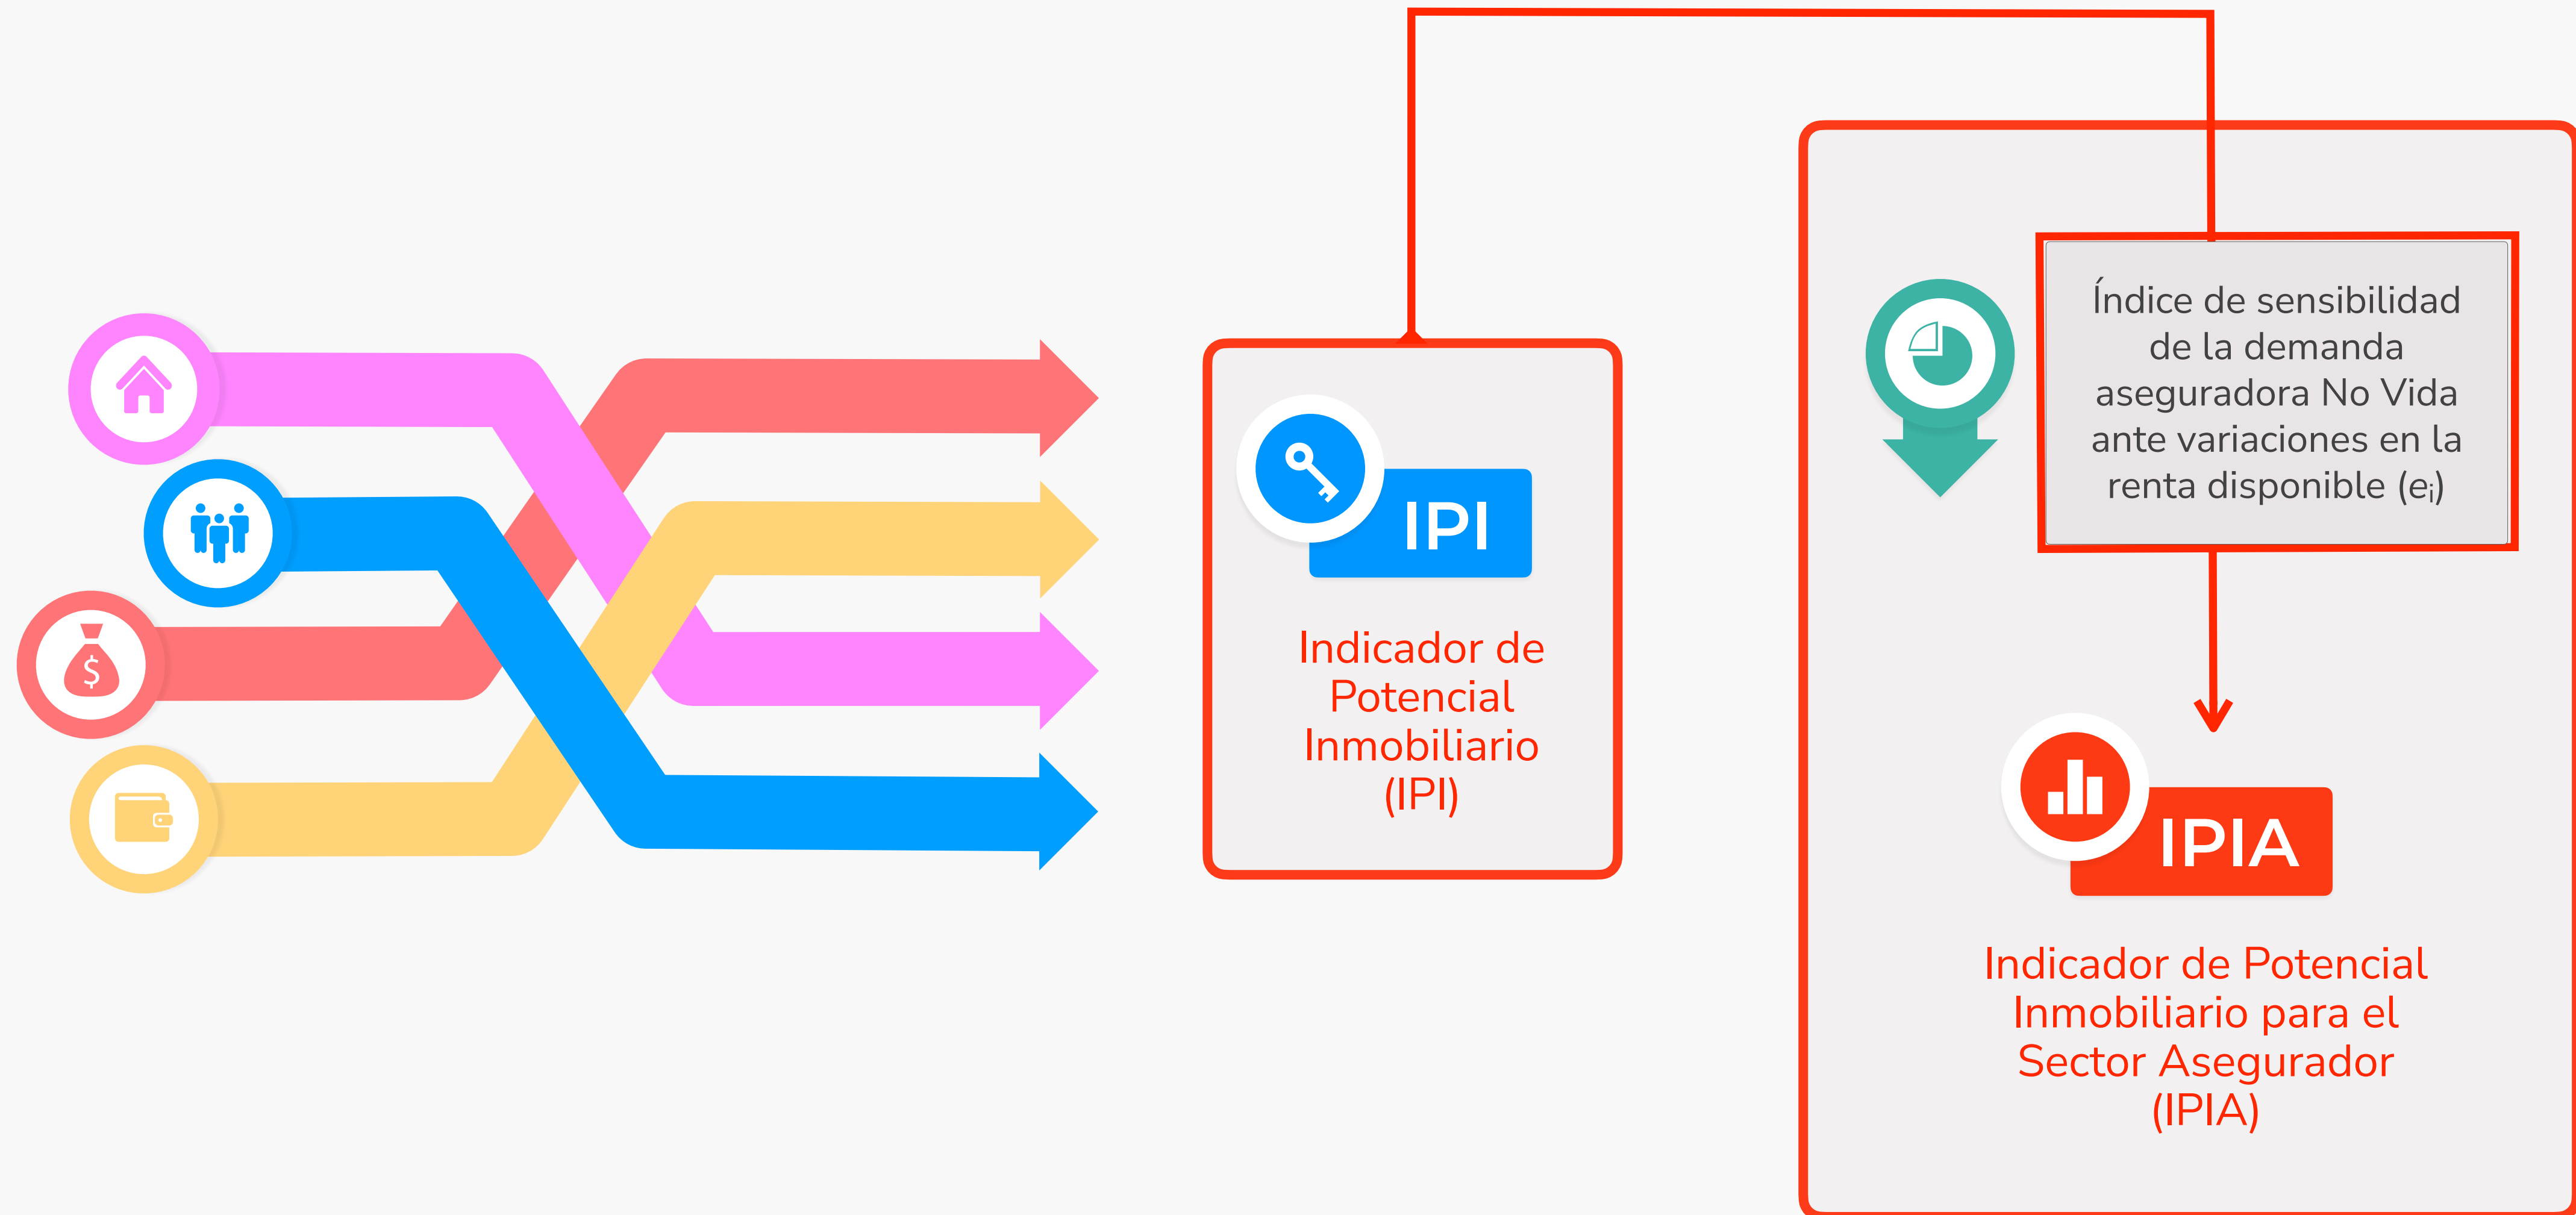 IPI
Indicador de
Potencial
Inmobiliario
(IPI)
Índice de sensibilidad
de la demanda
aseguradora No Vida
ante variaciones en la
renta disponible (eᵢ)
IPIA
Indicador de Potencial
Inmobiliario para el
Sector Asegurador
(IPIA)
$